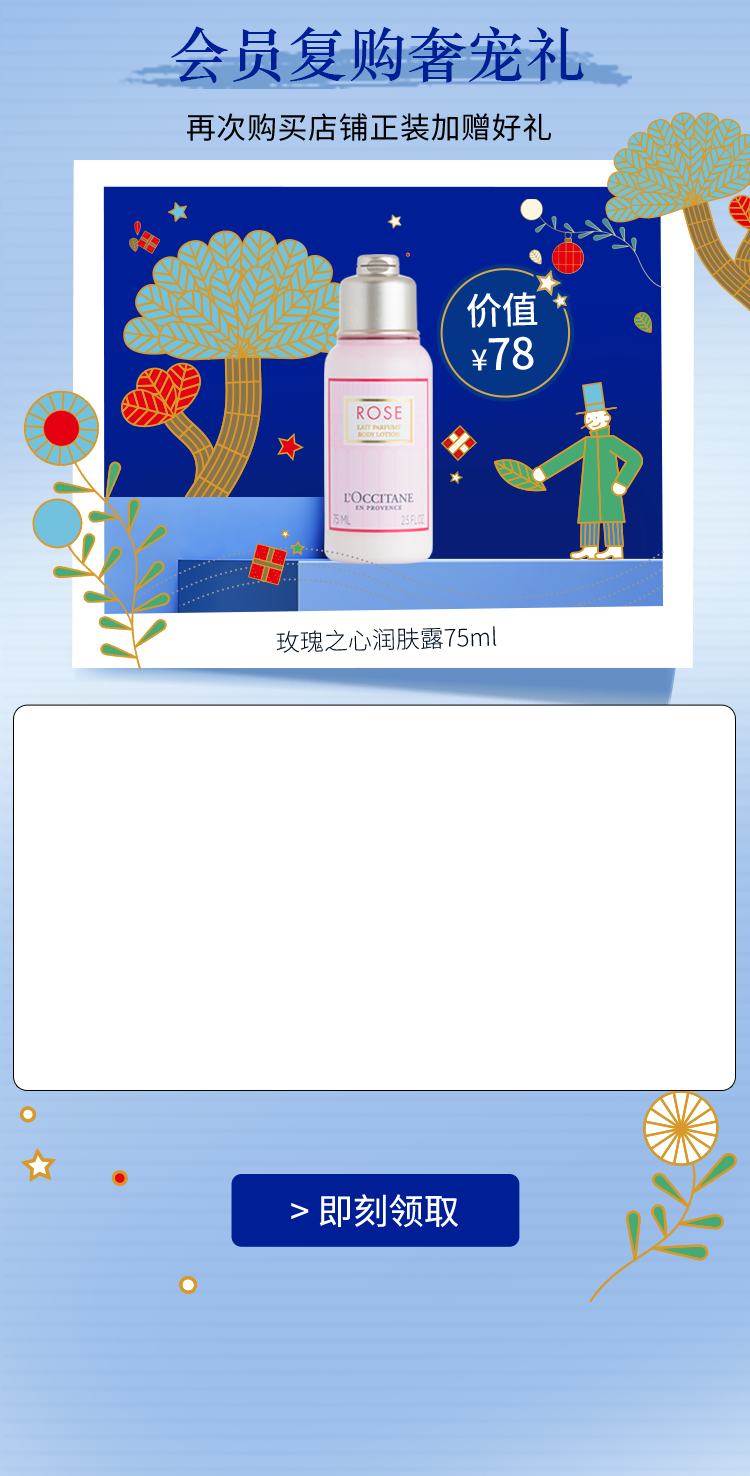 会员复购奢宠礼
再次购买店铺正装加赠好礼
价值
¥78
ROSE
LAIT PARFUMÉ
BODY LOTION
L'OCCITANE
EN PROVENCE
75 ML 2.5 FL.OZ
玫瑰之心润肤露75ml
> 即刻领取